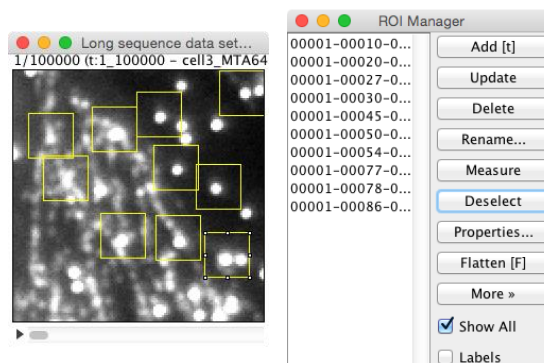 Long sequence data set...
1/100000 (t:1_100000 - cell3_MTA64
ROI Manager
00001-00010-0...
00001-00020-0...
00001-00027-0...
00001-00030-0...
00001-00045-0...
00001-00050-0...
00001-00054-0...
00001-00077-0...
00001-00078-0...
00001-00086-0...
Add [t]
Update
Delete
Rename...
Measure
Deselect
Properties...
Flatten [F]
More »
Show All
Labels